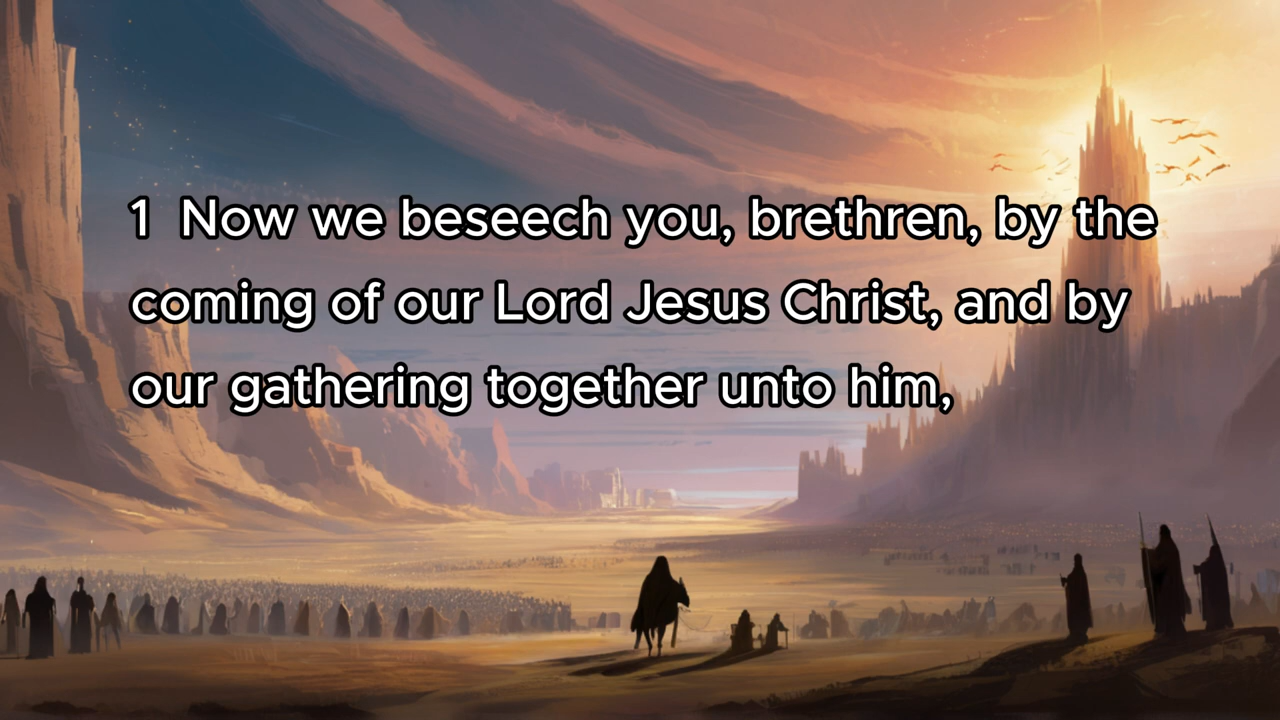 1 Now we beseech you, brethren, by the
coming of our Lord Jesus Christ, and by
our gathering together unto him,